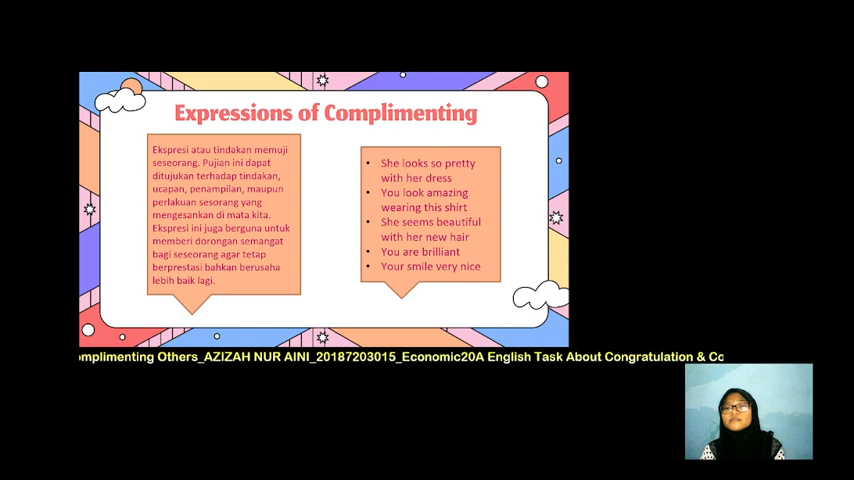 Expressions of Complimenting
Ekspresi atau tindakan memuji
seseorang. Pujian ini dapat
ditujukan terhadap tindakan,
ucapan, penampilan, maupun
perlakuan sesorang yang
mengesankan di mata kita.
Ekspresi ini juga berguna untuk
memberi dorongan semangat
bagi seseorang agar tetap
berprestasi bahkan berusaha
lebih baik lagi.
• She looks so pretty
with her dress
• You look amazing
wearing this shirt
• She seems beautiful
with her new hair
• You are brilliant
• Your smile very nice
mplimenting Others_AZIZAH NUR AINI_20187203015_Economic20A English Task About Congratulation & Co